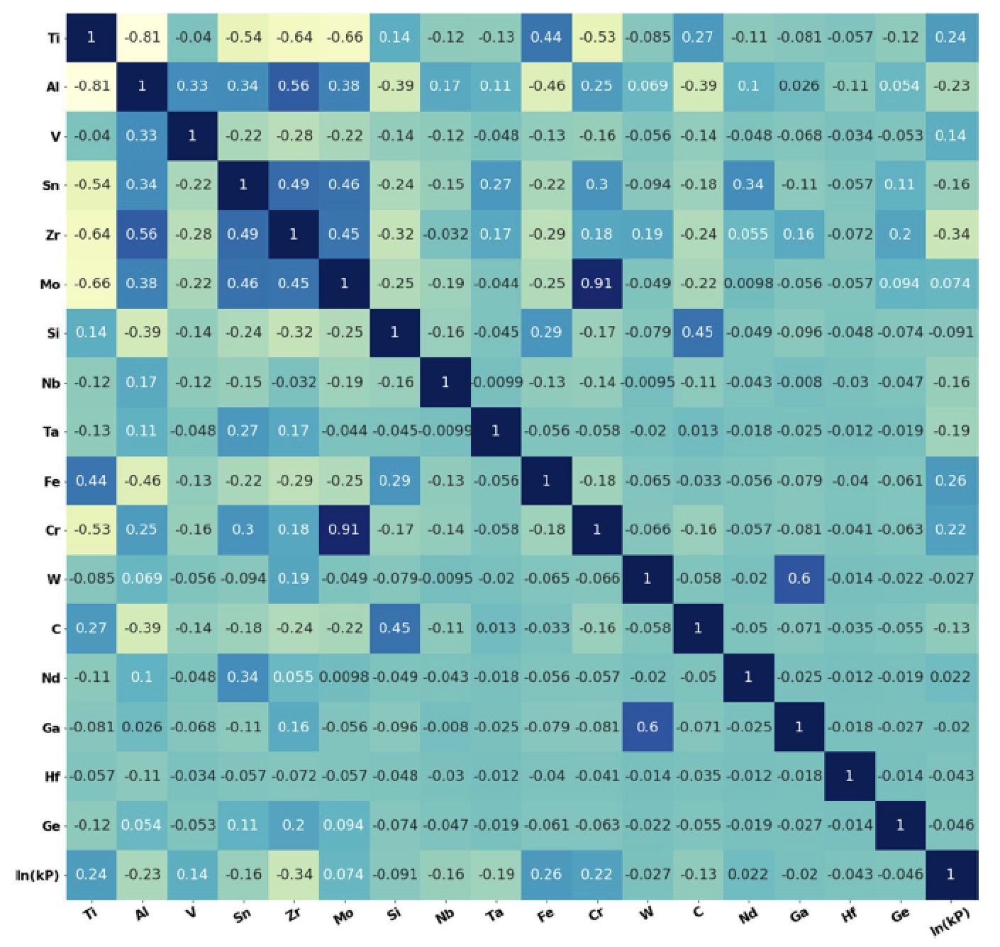 Ti 1 -0.81 -0.04 -0.54 -0.64 -0.66 0.14 -0.12 -0.13 0.44 -0.53 -0.085 0.27 -0.11 -0.081 -0.057 -0.12 0.24
Al -0.81 1 0.33 0.34 0.56 0.38 -0.39 0.17 0.11 -0.46 0.25 0.069 -0.39 0.1 0.026 -0.11 0.054 -0.23
V -0.04 0.33 1 -0.22 -0.28 -0.22 -0.14 -0.12 -0.048 -0.13 -0.16 -0.056 -0.14 -0.048 -0.068 -0.034 -0.053 0.14
Sn -0.54 0.34 -0.22 1 0.49 0.46 -0.24 -0.15 0.27 -0.22 0.3 -0.094 -0.18 0.34 -0.11 -0.057 0.11 -0.16
Zr -0.64 0.56 -0.28 0.49 1 0.45 -0.32 -0.032 0.17 -0.29 0.18 0.19 -0.24 0.055 0.16 -0.072 0.2 -0.34
Mo -0.66 0.38 -0.22 0.46 0.45 1 -0.25 -0.19 -0.044 -0.25 0.91 -0.049 -0.22 0.0098 -0.056 -0.057 0.094 0.074
Si 0.14 -0.39 -0.14 -0.24 -0.32 -0.25 1 -0.16 -0.045 0.29 -0.17 -0.079 0.45 -0.049 -0.096 -0.048 -0.074 -0.091
Nb -0.12 0.17 -0.12 -0.15 -0.032 -0.19 -0.16 1 -0.0099 -0.13 -0.14 -0.0095 -0.11 -0.043 -0.008 -0.03 -0.047 -0.16
Ta -0.13 0.11 -0.048 0.27 0.17 -0.044 -0.045 -0.0099 1 -0.056 -0.058 -0.02 0.013 -0.018 -0.025 -0.012 -0.019 -0.19
Fe 0.44 -0.46 -0.13 -0.22 -0.29 -0.25 0.29 -0.13 -0.056 1 -0.18 -0.065 -0.033 -0.056 -0.079 -0.04 -0.061 0.26
Cr -0.53 0.25 -0.16 0.3 0.18 0.91 -0.17 -0.14 -0.058 -0.18 1 -0.066 -0.16 -0.057 -0.081 -0.041 -0.063 0.22
W -0.085 0.069 -0.056 -0.094 0.19 -0.049 -0.079 -0.0095 -0.02 -0.065 -0.066 1 -0.058 -0.02 0.6 -0.014 -0.022 -0.027
C 0.27 -0.39 -0.14 -0.18 -0.24 -0.22 0.45 -0.11 0.013 -0.033 -0.16 -0.058 1 -0.05 -0.071 -0.035 -0.055 -0.13
Nd -0.11 0.1 -0.048 0.34 0.055 0.0098 -0.049 -0.043 -0.018 -0.056 -0.057 -0.02 -0.05 1 -0.025 -0.012 -0.019 0.022
Ga -0.081 0.026 -0.068 -0.11 0.16 -0.056 -0.096 -0.008 -0.025 -0.079 -0.081 0.6 -0.071 -0.025 1 -0.018 -0.027 -0.02
Hf -0.057 -0.11 -0.034 -0.057 -0.072 -0.057 -0.048 -0.03 -0.012 -0.04 -0.041 -0.014 -0.035 -0.012 -0.018 1 -0.014 -0.043
Ge -0.12 0.054 -0.053 0.11 0.2 0.094 -0.074 -0.047 -0.019 -0.061 -0.063 -0.022 -0.055 -0.019 -0.027 -0.014 1 -0.046
ln(kP) 0.24 -0.23 0.14 -0.16 -0.34 0.074 -0.091 -0.16 -0.19 0.26 0.22 -0.027 -0.13 0.022 -0.02 -0.043 -0.046 1
Ti Al V Sn Zr Mo Si Nb Ta Fe Cr W C Nd Ga Hf Ge ln(kP)